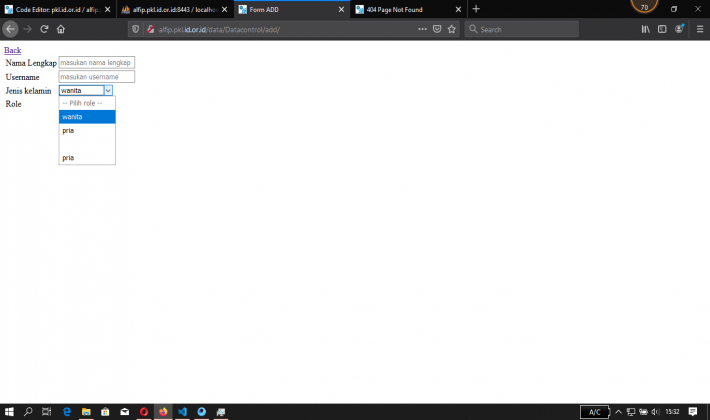 Code Editor: pkl.id.or.id / alfip.p
alfip.pkl.id.or.id:8443 / localho
Form ADD
404 Page Not Found
70
alfip.pkl.id.or.id/data/Datacontrol/add/
Search
Back
Nama Lengkap
masukan nama lengkap
Username
masukan username
Jenis kelamin
wanita
Role
-- Pilih role --
wanita
pria
pria
A/C
15:32